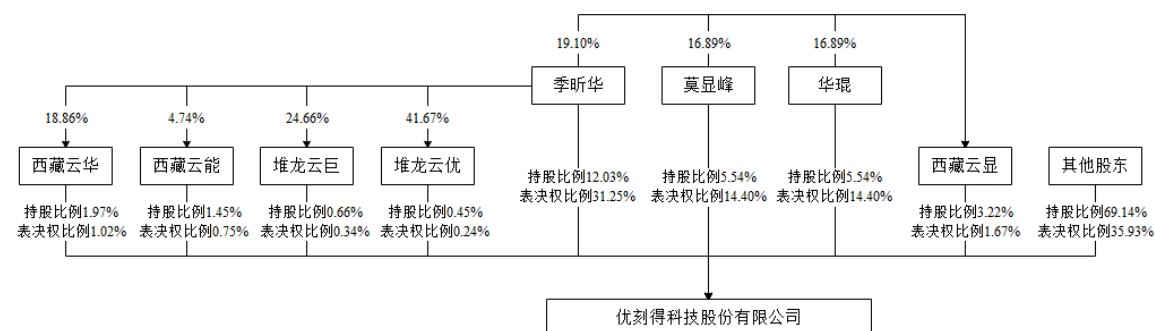 19.10%
16.89%
16.89%
季昕华
莫显峰
华琨
18.86%
4.74%
24.66%
41.67%
西藏云华
西藏云能
堆龙云巨
堆龙云优
西藏云显
其他股东
持股比例12.03%
表决权比例31.25%
持股比例5.54%
表决权比例14.40%
持股比例5.54%
表决权比例14.40%
持股比例1.97%
表决权比例1.02%
持股比例1.45%
表决权比例0.75%
持股比例0.66%
表决权比例0.34%
持股比例0.45%
表决权比例0.24%
持股比例3.22%
表决权比例1.67%
持股比例69.14%
表决权比例35.93%
优刻得科技股份有限公司